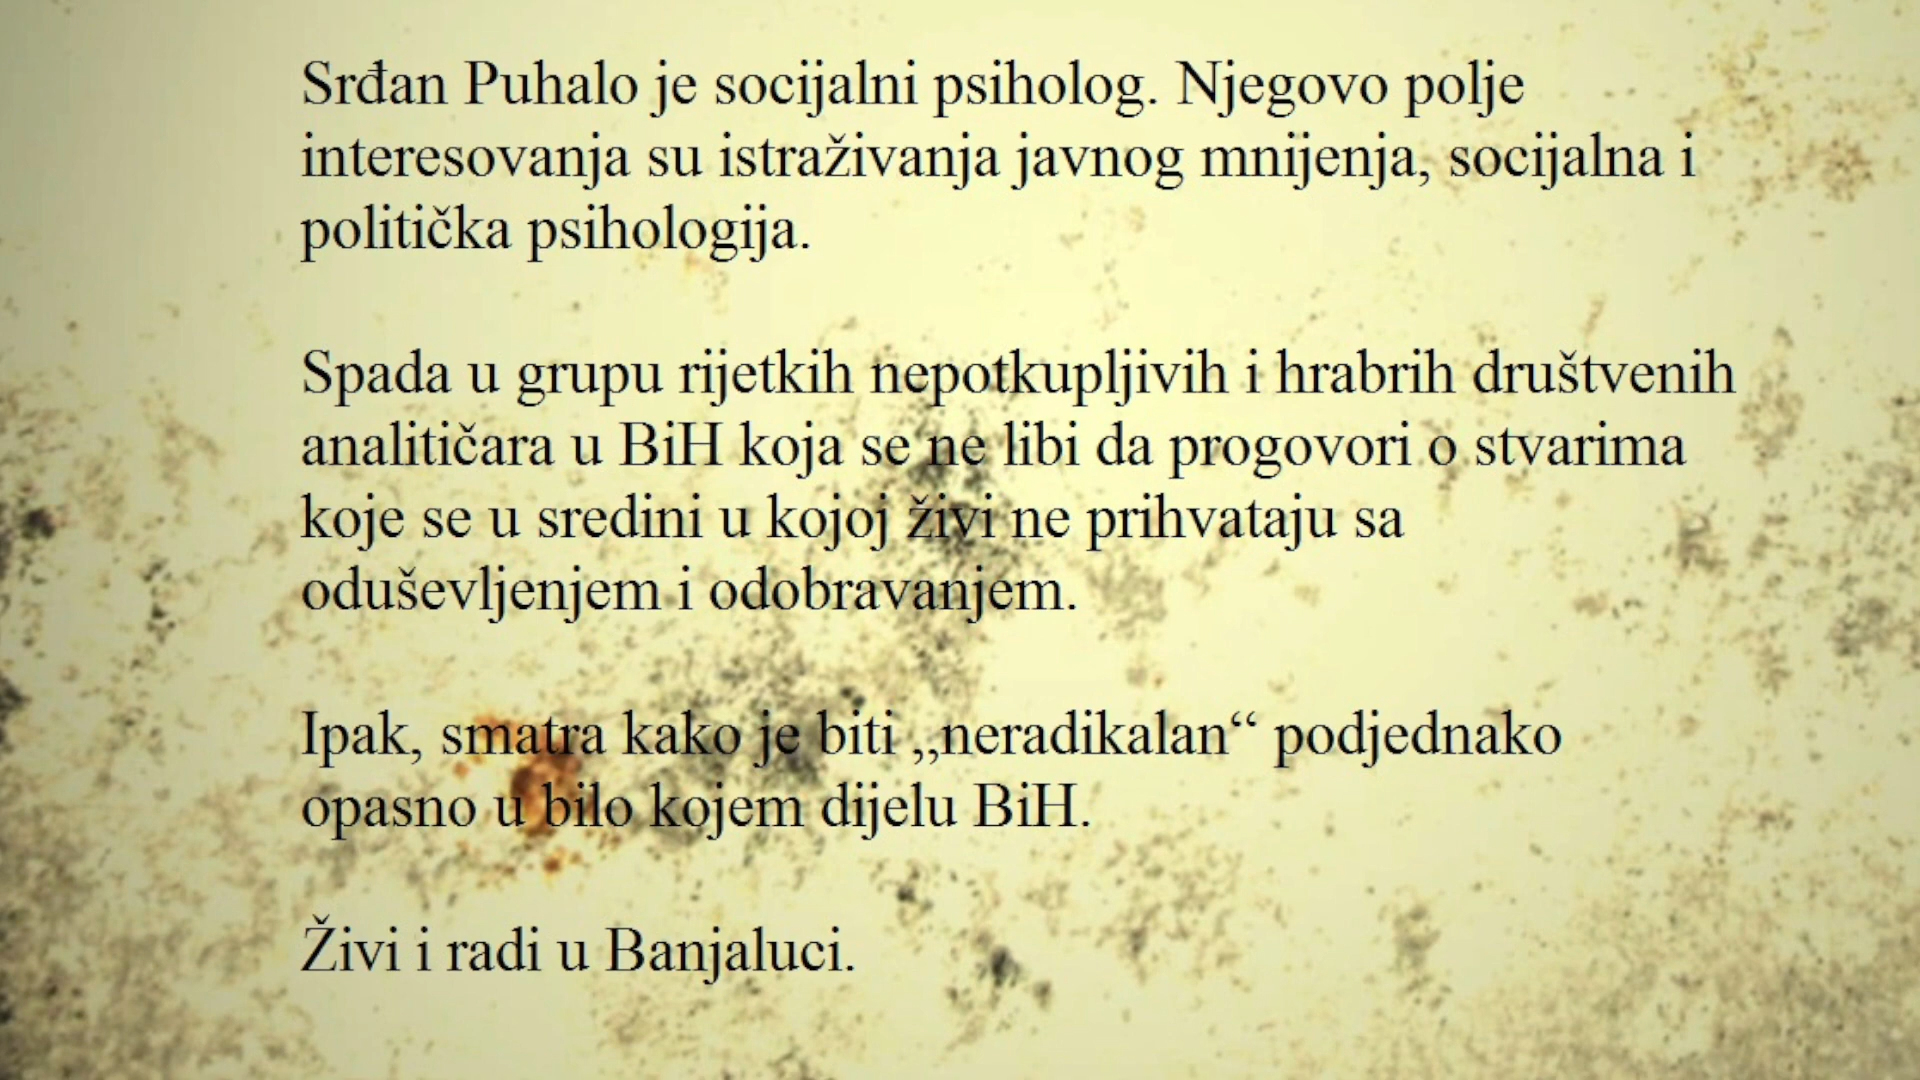 Srđan Puhalo je socijalni psiholog. Njegovo polje
interesovanja su istraživanja javnog mnijenja, socijalna i
politička psihologija.
Spada u grupu rijetkih nepotkupljivih i hrabrih društvenih
analitičara u BiH koja se ne libi da progovori o stvarima
koje se u sredini u kojoj živi ne prihvataju sa
oduševljenjem i odobravanjem.
Ipak, smatra kako je biti „neradikalan“ podjednako
opasno u bilo kojem dijelu BiH.
Živi i radi u Banjaluci.